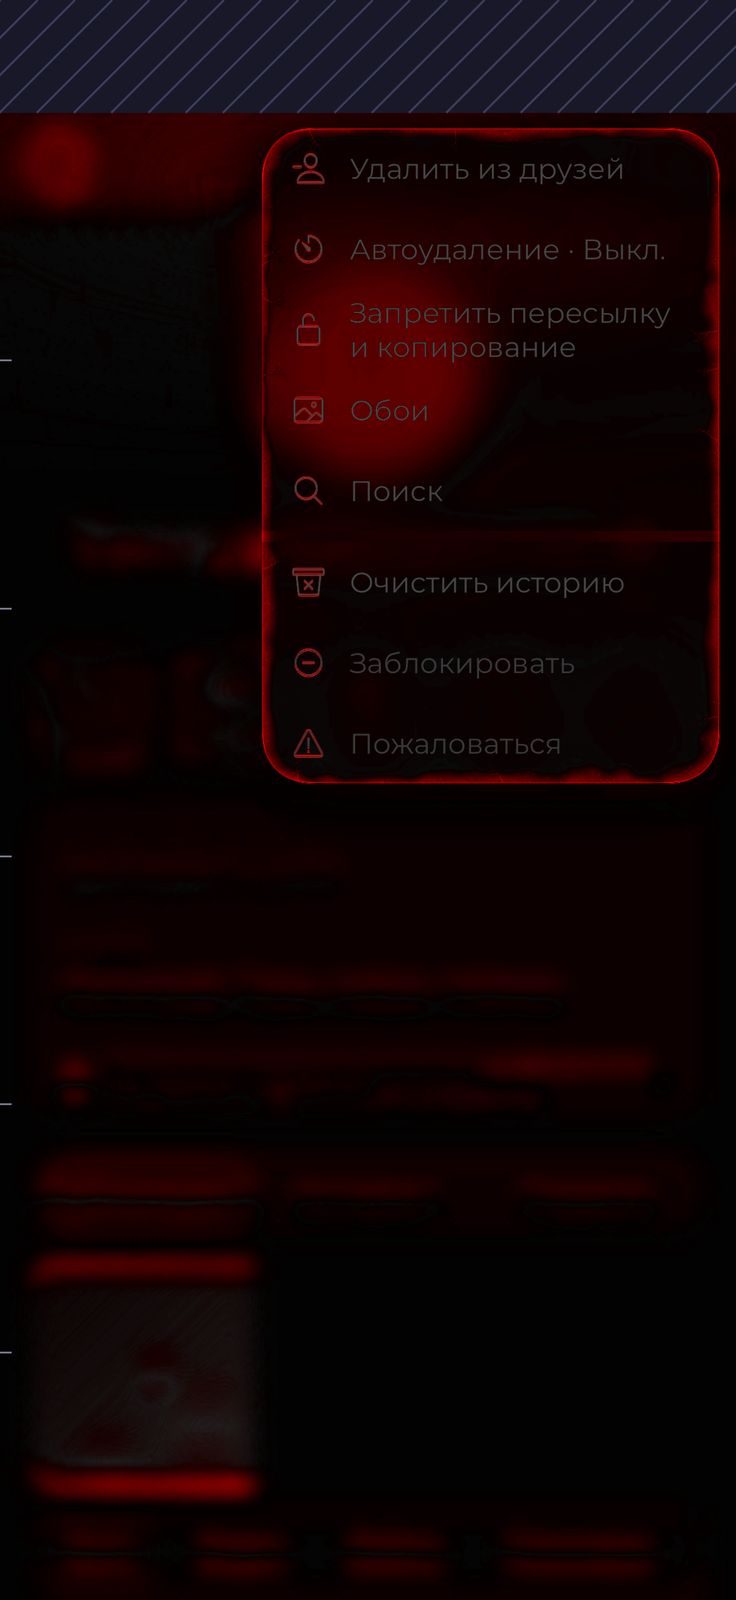 Удалить из друзей
Автоудаление · Выкл.
Запретить пересылку
и копирование
Обои
Поиск
Очистить историю
Заблокировать
Пожаловаться